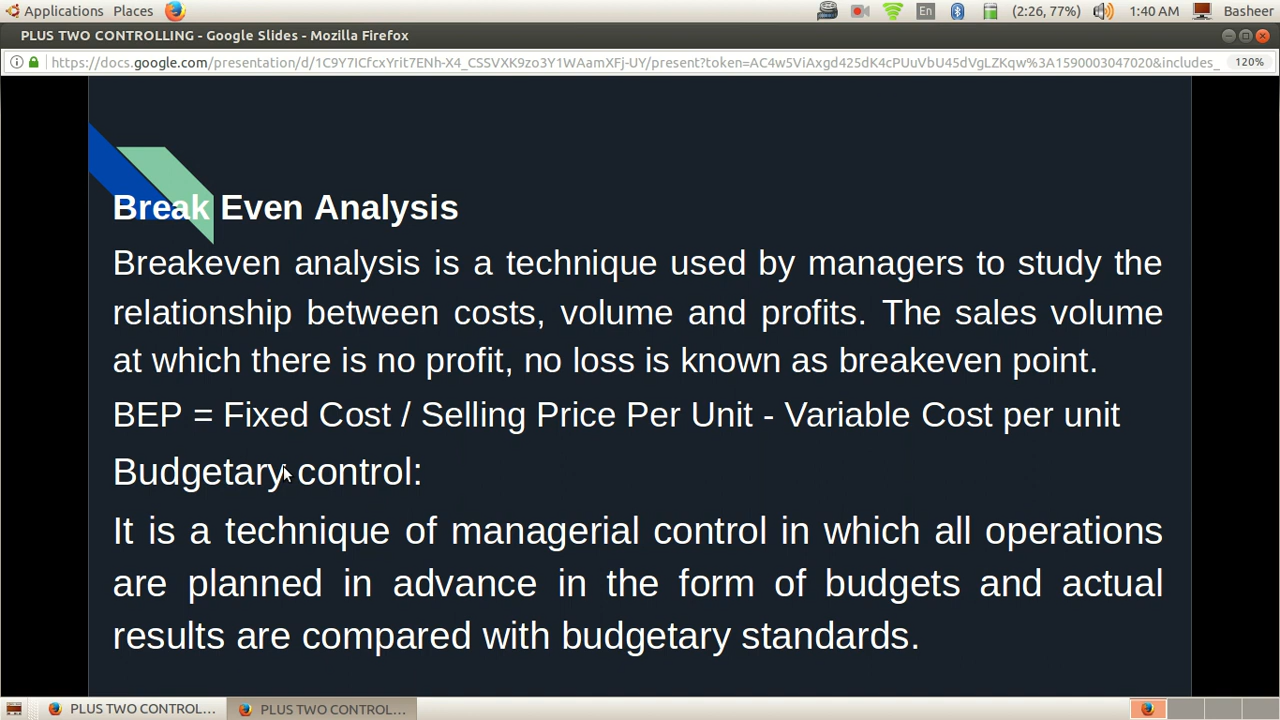 Applications Places En (2:26, 77%) 1:40 AM Basheer
PLUS TWO CONTROLLING - Google Slides - Mozilla Firefox
https://docs.google.com/presentation/d/1C9Y7ICfcxYrit7ENh-X4_CSSVXK9zo3Y1WAamXFj-UY/present?token=AC4w5ViAxgd425dK4cPUuVbU45dVgLZKqw%3A1590003047020&includes_ 120%
Break Even Analysis
Breakeven analysis is a technique used by managers to study the
relationship between costs, volume and profits. The sales volume
at which there is no profit, no loss is known as breakeven point.
BEP = Fixed Cost / Selling Price Per Unit - Variable Cost per unit
Budgetary control:
It is a technique of managerial control in which all operations
are planned in advance in the form of budgets and actual
results are compared with budgetary standards.
PLUS TWO CONTROL... PLUS TWO CONTROL...